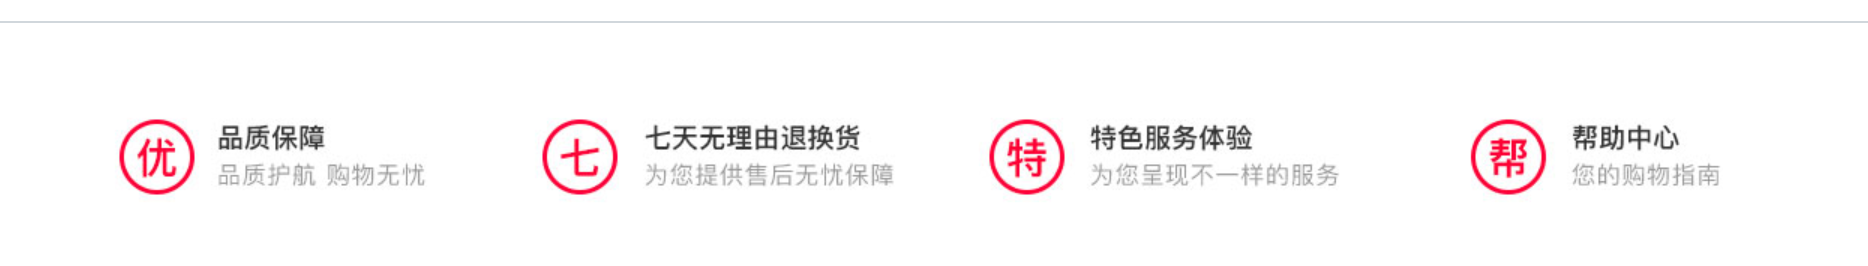 优
品质保障
品质护航 购物无忧
七
七天无理由退换货
为您提供售后无忧保障
特
特色服务体验
为您呈现不一样的服务
帮
帮助中心
您的购物指南